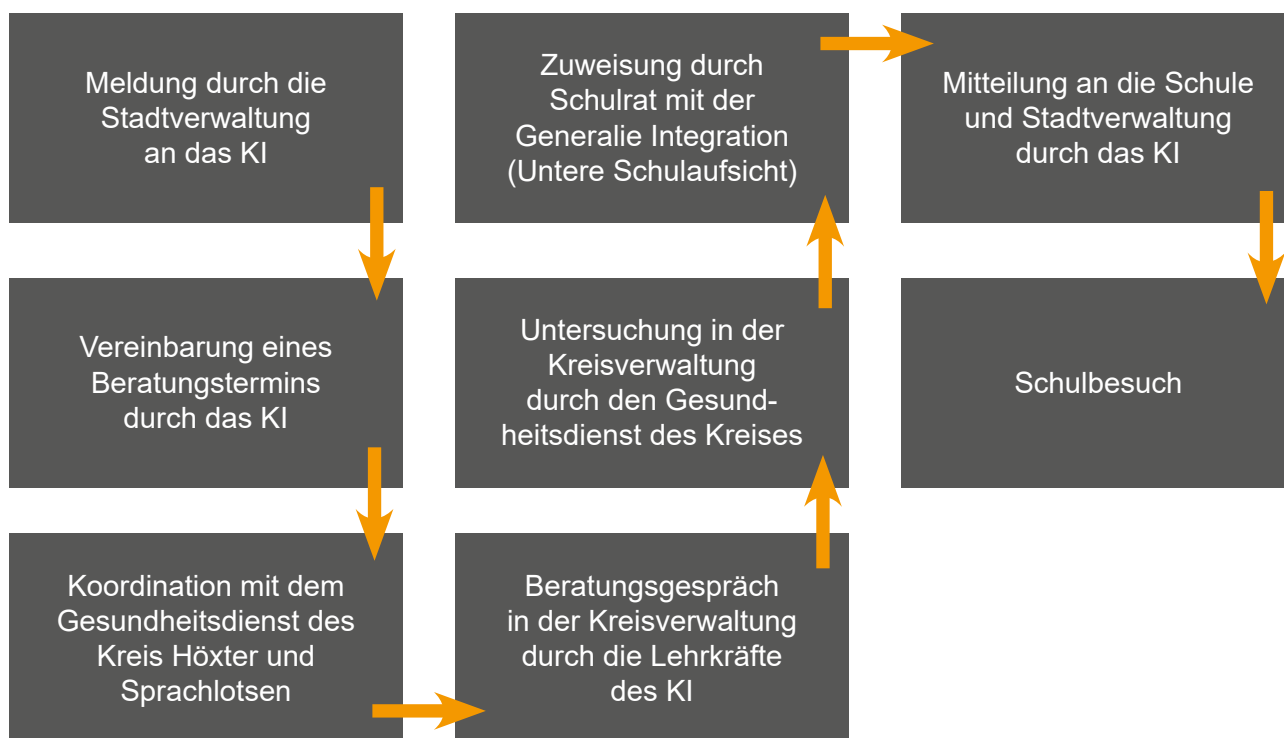 Meldung durch die
Stadtverwaltung
an das KI
Vereinbarung eines
Beratungstermins
durch das KI
Koordination mit dem
Gesundheitsdienst des
Kreis Höxter und
Sprachlotsen
Beratungsgespräch
in der Kreisverwaltung
durch die Lehrkräfte
des KI
Untersuchung in der
Kreisverwaltung
durch den Gesund-
heitsdienst des Kreises
Zuweisung durch
Schulrat mit der
Generalie Integration
(Untere Schulaufsicht)
Mitteilung an die Schule
und Stadtverwaltung
durch das KI
Schulbesuch